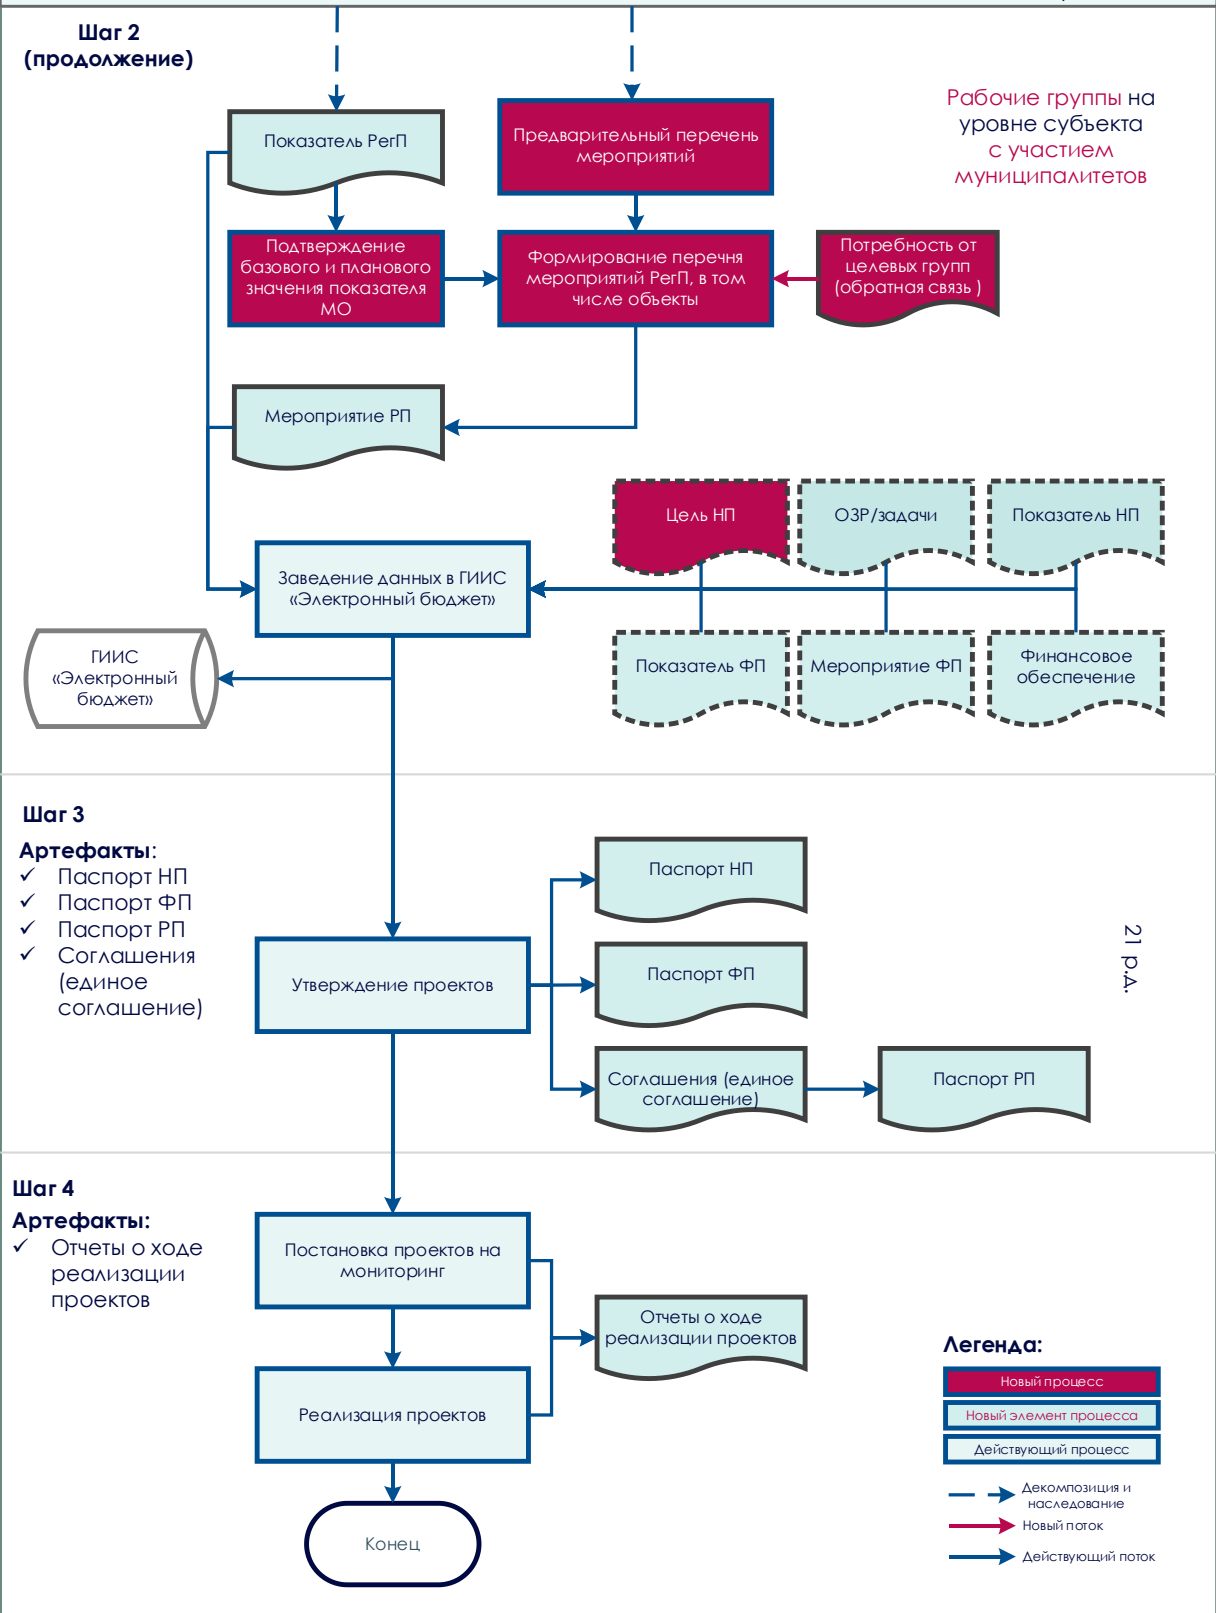 Шаг 2
(продолжение)
Рабочие группы на
уровне субъекта
с участием
муниципалитетов
Показатель РегП
Предварительный перечень
мероприятий
Подтверждение
базового и планового
значения показателя
МО
Формирование перечня
мероприятий РегП, в том
числе объекты
Потребность от
целевых групп
(обратная связь )
Мероприятие РП
Цель НП
ОЗР/задачи
Показатель НП
Заведение данных в ГИИС
«Электронный бюджет»
ГИИС
«Электронный
бюджет»
Показатель ФП
Мероприятие ФП
Финансовое
обеспечение
Шаг 3
Артефакты:
✓ Паспорт НП
✓ Паспорт ФП
✓ Паспорт РП
✓ Соглашения
(единое
соглашение)
Паспорт НП
Утверждение проектов
Паспорт ФП
21 р.д.
Соглашения (единое
соглашение)
Паспорт РП
Шаг 4
Артефакты:
✓ Отчеты о ходе
реализации
проектов
Постановка проектов на
мониторинг
Отчеты о ходе
реализации проектов
Реализация проектов
Конец
Легенда:
Новый процесс
Новый элемент процесса
Действующий процесс
Декомпозиция и
наследование
Новый поток
Действующий поток